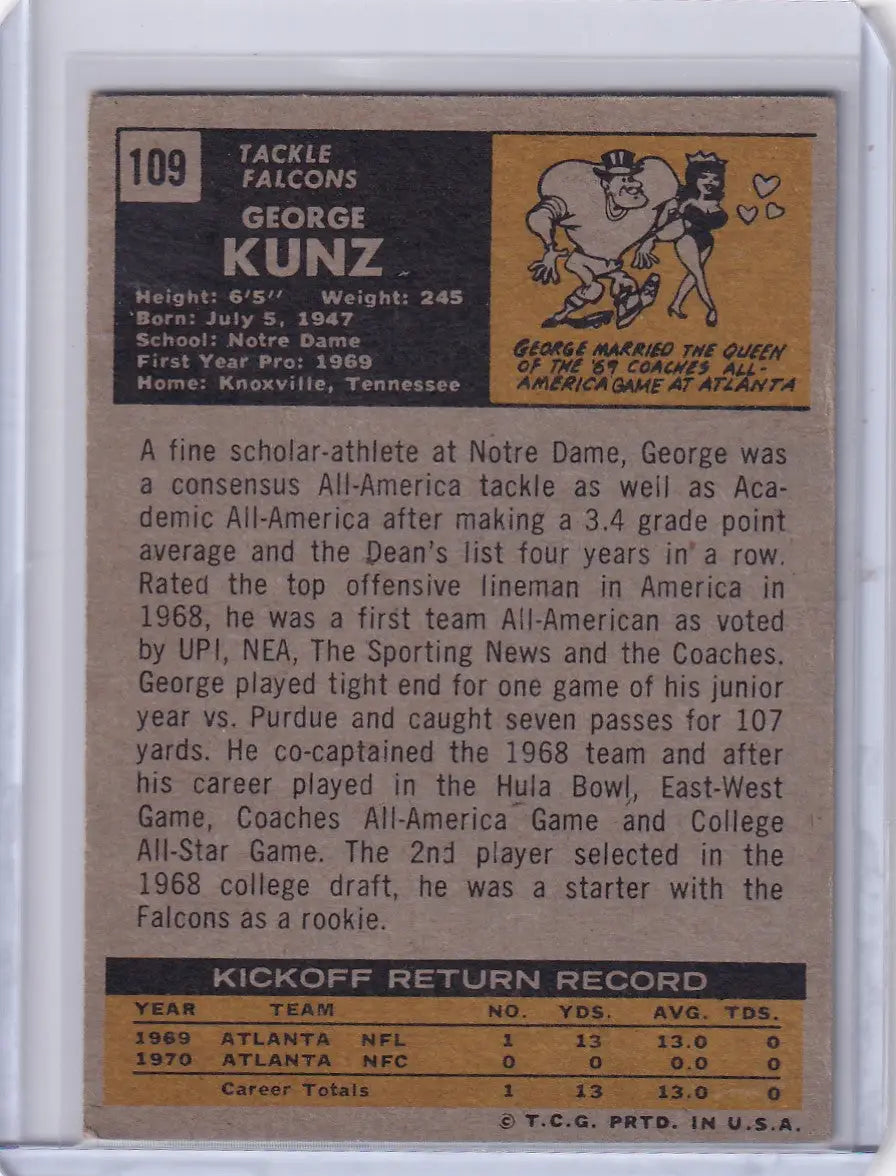 109
TACKLE
FALCONS
GEORGE
KUNZ
Height: 6'5" Weight: 245
Born: July 5, 1947
School: Notre Dame
First Year Pro: 1969
Home: Knoxville, Tennessee
GEORGE MARRIED THE QUEEN
OF THE '69 COACHES ALL-
AMERICA GAME AT ATLANTA
A fine scholar-athlete at Notre Dame, George was
a consensus All-America tackle as well as Aca-
demic All-America after making a 3.4 grade point
average and the Dean's list four years in a row.
Rated the top offensive lineman in America in
1968, he was a first team All-American as voted
by UPI, NEA, The Sporting News and the Coaches.
George played tight end for one game of his junior
year vs. Purdue and caught seven passes for 107
yards. He co-captained the 1968 team and after
his career played in the Hula Bowl, East-West
Game, Coaches All-America Game and College
All-Star Game. The 2nd player selected in the
1968 college draft, he was a starter with the
Falcons as a rookie.
KICKOFF RETURN RECORD
YEAR TEAM NO. YDS. AVG. TDS.
1969 ATLANTA NFL 1 13 13.0 0
1970 ATLANTA NFC 0 0 0.0 0
Career Totals 1 13 13.0 0
© T.C.G. PRTD. IN U.S.A.